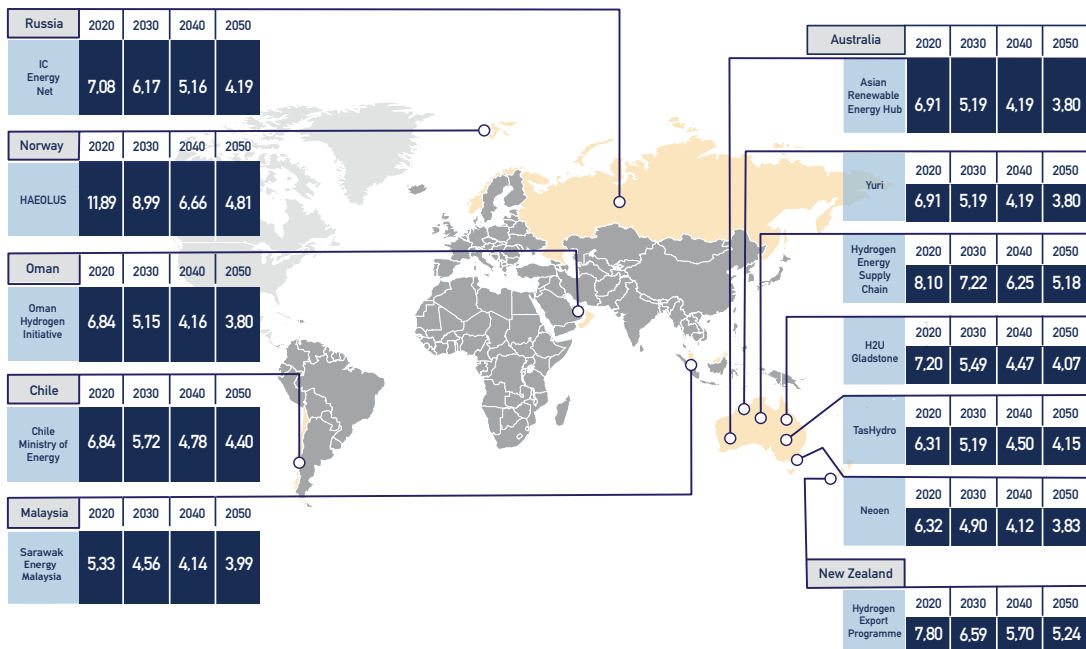 Russia 2020 2030 2040 2050
IC
Energy
Net
7,08 6,17 5,16 4,19
Norway 2020 2030 2040 2050
HAEOLUS 11,89 8,99 6,66 4,81
Oman 2020 2030 2040 2050
Oman
Hydrogen
Initiative
6,84 5,15 4,16 3,80
Chile 2020 2030 2040 2050
Chile
Ministry of
Energy
6,84 5,72 4,78 4,40
Malaysia 2020 2030 2040 2050
Sarawak
Energy
Malaysia
5,33 4,56 4,14 3,99
Australia 2020 2030 2040 2050
Asian
Renewable
Energy Hub
6,91 5,19 4,19 3,80
2020 2030 2040 2050
Yuri 6,91 5,19 4,19 3,80
Hydrogen
Energy
Supply
Chain
2020 2030 2040 2050
8,10 7,22 6,25 5,18
H2U
Gladstone
2020 2030 2040 2050
7,20 5,49 4,47 4,07
TasHydro
2020 2030 2040 2050
6,31 5,19 4,50 4,15
Neoen
2020 2030 2040 2050
6,32 4,90 4,12 3,83
New Zealand
Hydrogen
Export
Programme
2020 2030 2040 2050
7,80 6,59 5,70 5,24